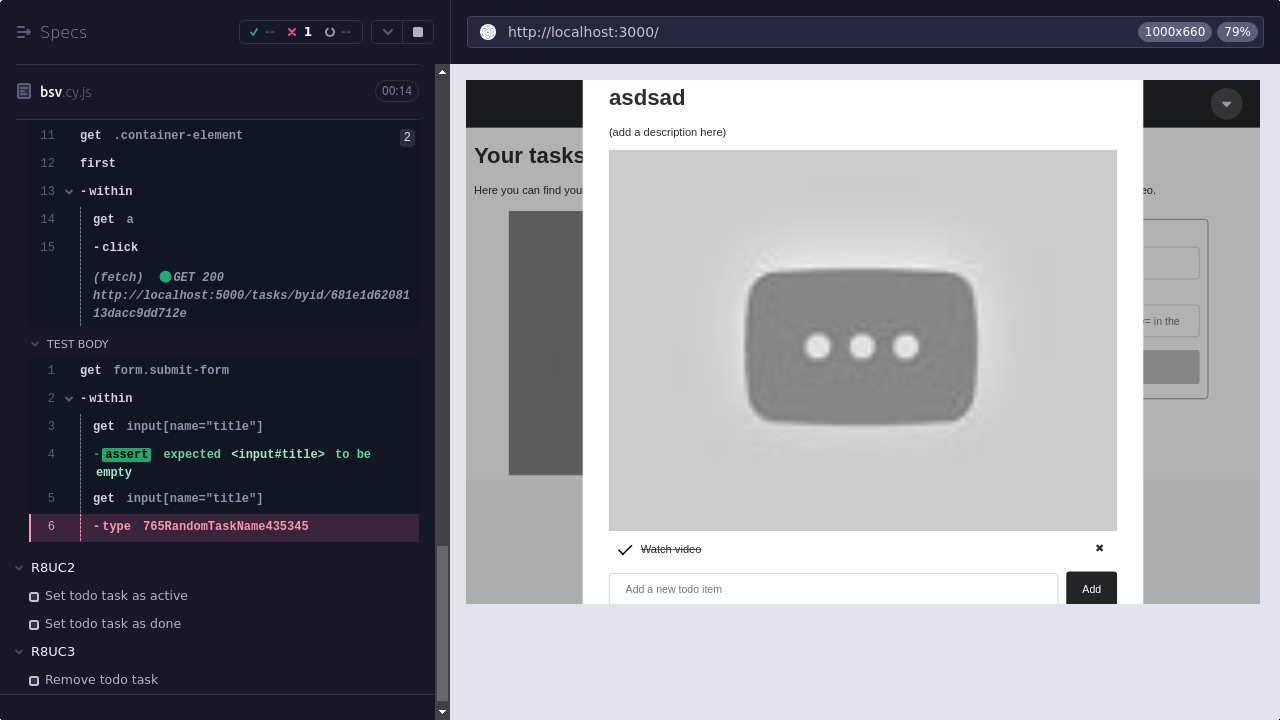 Specs
-- 1 --
http://localhost:3000/
1000x660 79%
bsv.cy.js
00:14
11 get .container-element 2
12 first
13 -within
14 get a
15 -click
(fetch) GET 200
http://localhost:5000/tasks/byid/681e1d62081
13dacc9dd712e
TEST BODY
1 get form.submit-form
2 -within
3 get input[name="title"]
4 -assert expected <input#title> to be
empty
5 get input[name="title"]
6 -type 765RandomTaskName435345
R8UC2
Set todo task as active
Set todo task as done
R8UC3
Remove todo task
asdsad
(add a description here)
Your tasks
Here you can find your
eo.
= in the
Watch video ✖
Add a new todo item Add